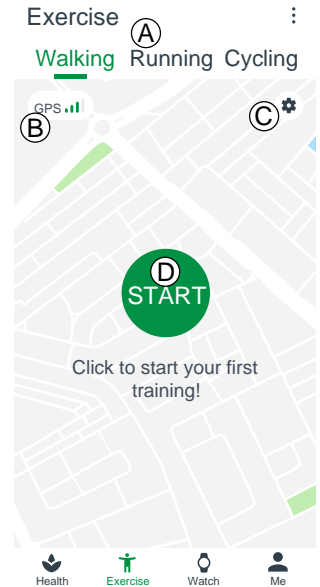 Exercise
A
Walking Running Cycling
GPS
B
C
D
START
Click to start your first
training!
Health Exercise Watch Me